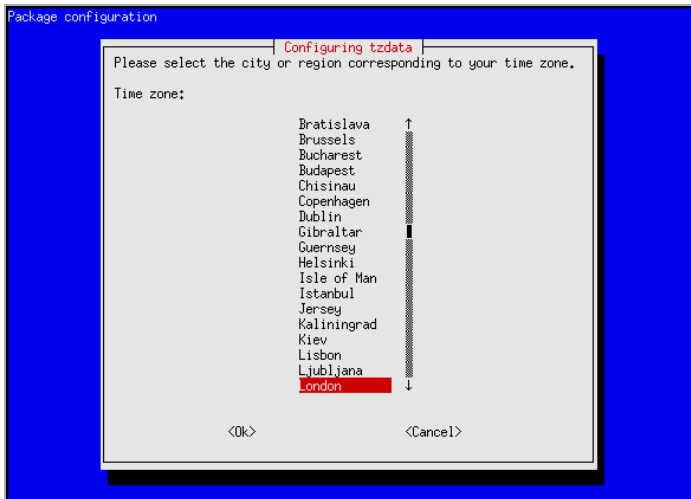 Package configuration
Configuring tzdata
Please select the city or region corresponding to your time zone.
Time zone:
Bratislava
Brussels
Bucharest
Budapest
Chisinau
Copenhagen
Dublin
Gibraltar
Guernsey
Helsinki
Isle of Man
Istanbul
Jersey
Kaliningrad
Kiev
Lisbon
Ljubljana
London
<Ok> <Cancel>